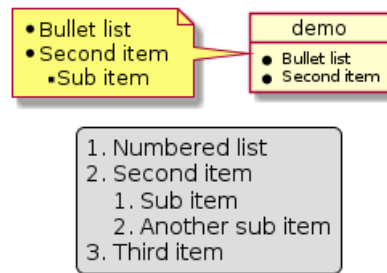 • Bullet list
• Second item
▪ Sub item
demo
• Bullet list
• Second item
1. Numbered list
2. Second item
1. Sub item
2. Another sub item
3. Third item